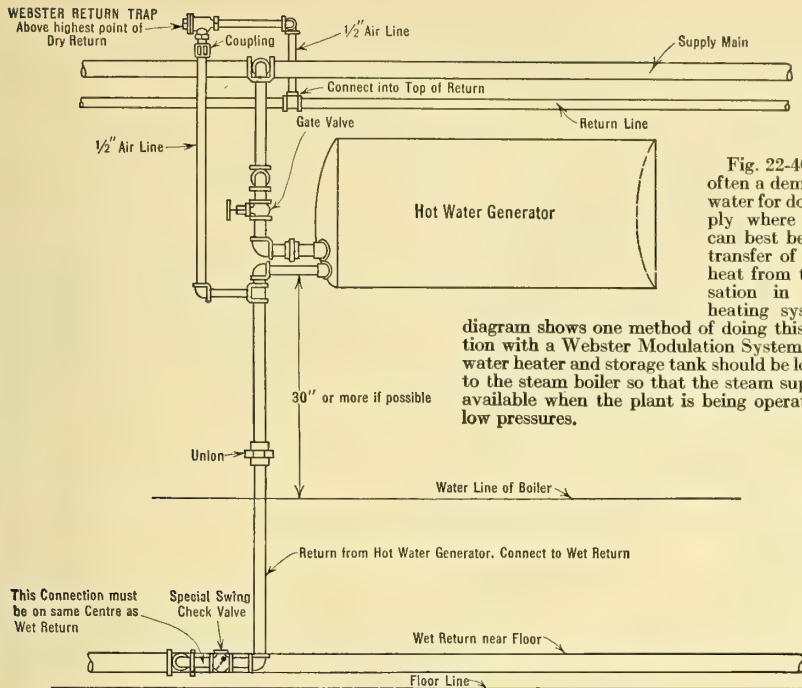 WEBSTER RETURN TRAP
Above highest point of
Dry Return
Coupling
1/2" Air Line
Supply Main
Connect into Top of Return
Return Line
Gate Valve
1/2" Air Line
Hot Water Generator
Fig. 22-4
often a dem
water for do
ply where
can best be
transfer of
heat from t
sation in
heating sys
diagram shows one method of doing this
tion with a Webster Modulation System
water heater and storage tank should be lo
to the steam boiler so that the steam sup
available when the plant is being operat
low pressures.
30" or more if possible
Union
Water Line of Boiler
Return from Hot Water Generator. Connect to Wet Return
This Connection must
be on same Centre as
Wet Return
Special Swing
Check Valve
Wet Return near Floor
Floor Line